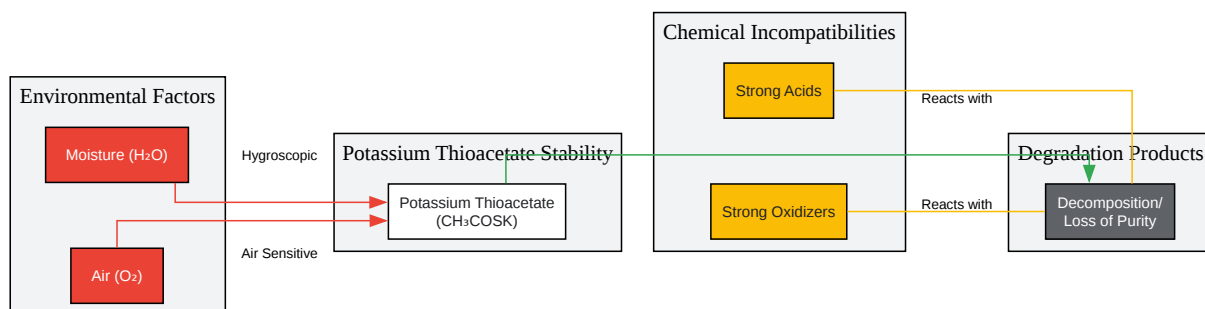 Environmental Factors
Moisture (H₂O)
Air (O₂)
Hygroscopic
Air Sensitive
Potassium Thioacetate Stability
Potassium Thioacetate
(CH₃COSK)
Chemical Incompatibilities
Strong Acids
Strong Oxidizers
Reacts with
Reacts with
Degradation Products
Decomposition/
Loss of Purity